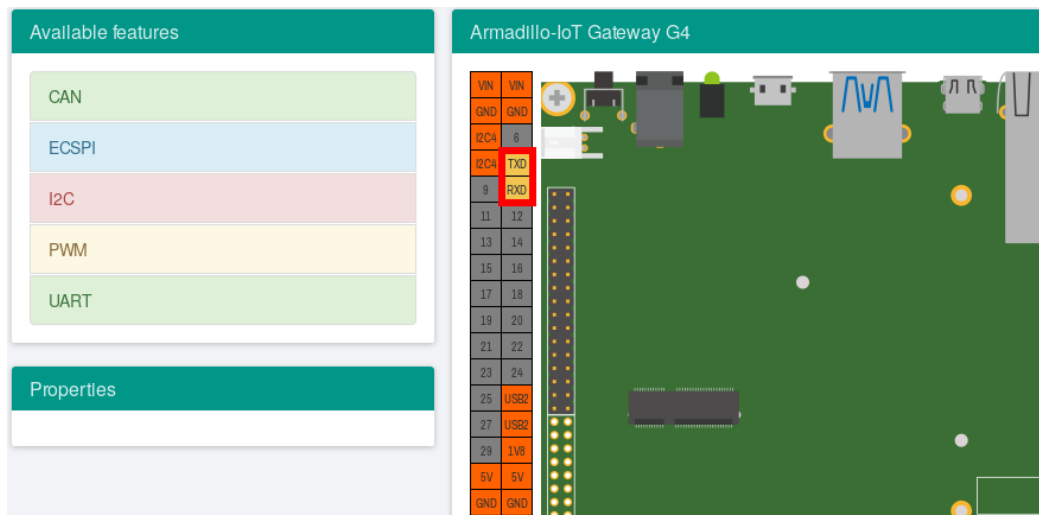 Available features
CAN
ECSPI
I2C
PWM
UART
Properties
Armadillo-IoT Gateway G4
VIN VIN
GND GND
I2C4 6
I2C4 TXD
9 RXD
11 12
13 14
15 16
17 18
19 20
21 22
23 24
25 USB2
27 USB2
29 1V8
5V 5V
GND GND